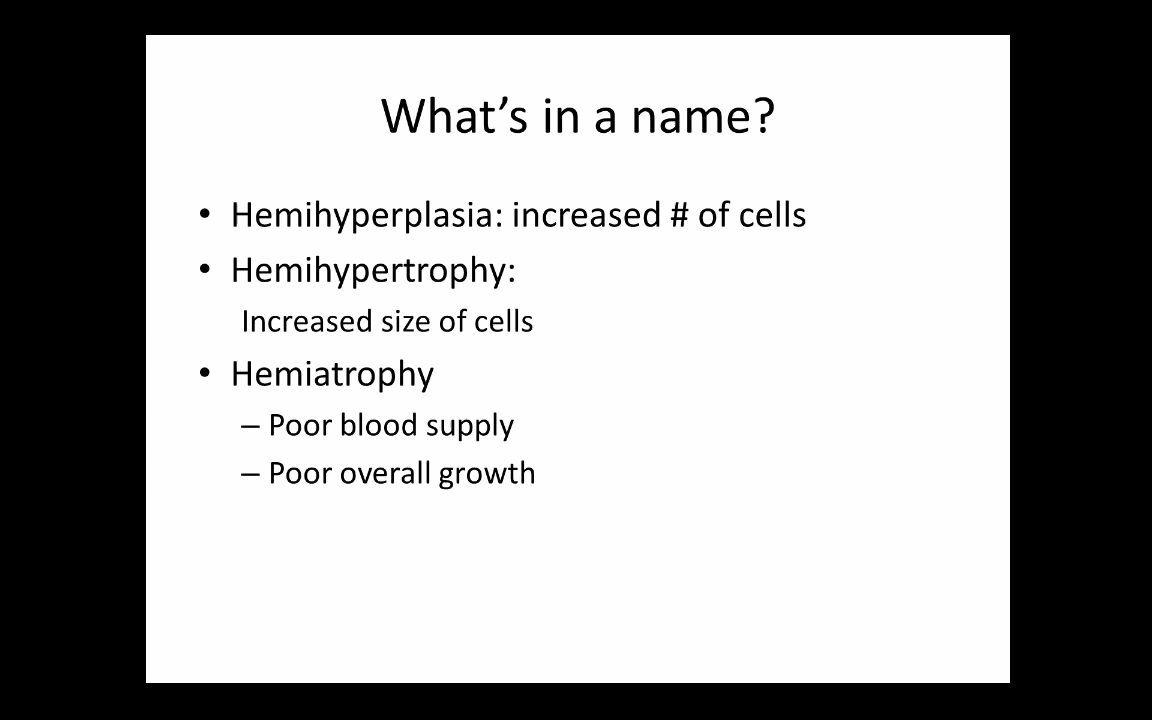 What’s in a name?
• Hemihyperplasia: increased # of cells
• Hemihypertrophy:
Increased size of cells
• Hemiatrophy
– Poor blood supply
– Poor overall growth